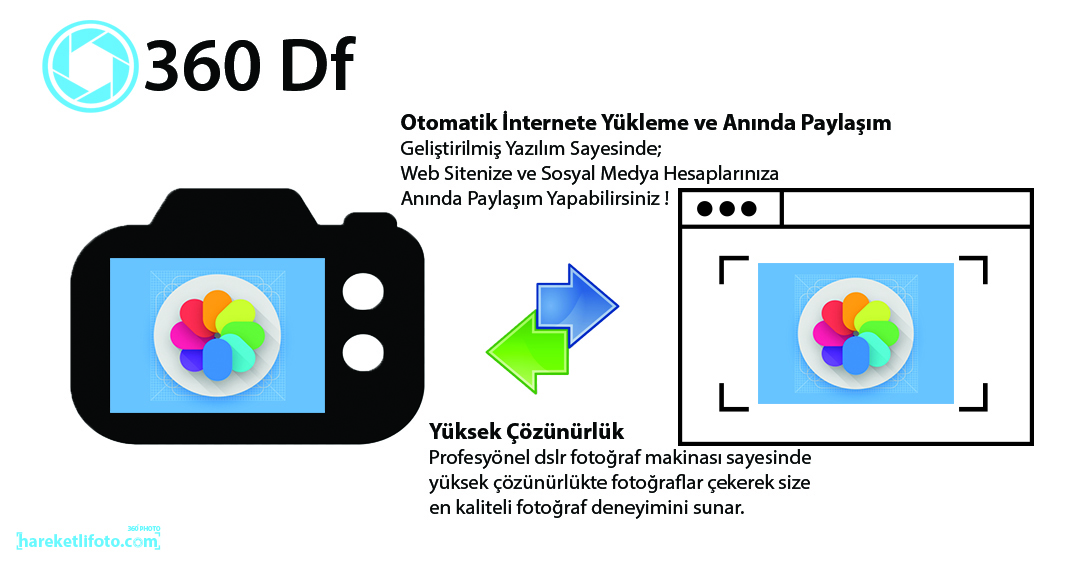 360 Df
Otomatik İnternete Yükleme ve Anında Paylaşım
Geliştirilmiş Yazılım Sayesinde;
Web Sitenize ve Sosyal Medya Hesaplarınıza
Anında Paylaşım Yapabilirsiniz !
Yüksek Çözünürlük
Profesyönel dslr fotoğraf makinası sayesinde
yüksek çözünürlükte fotoğraflar çekerek size
en kaliteli fotoğraf deneyimini sunar.
360 PHOTO
hareketlifoto.com